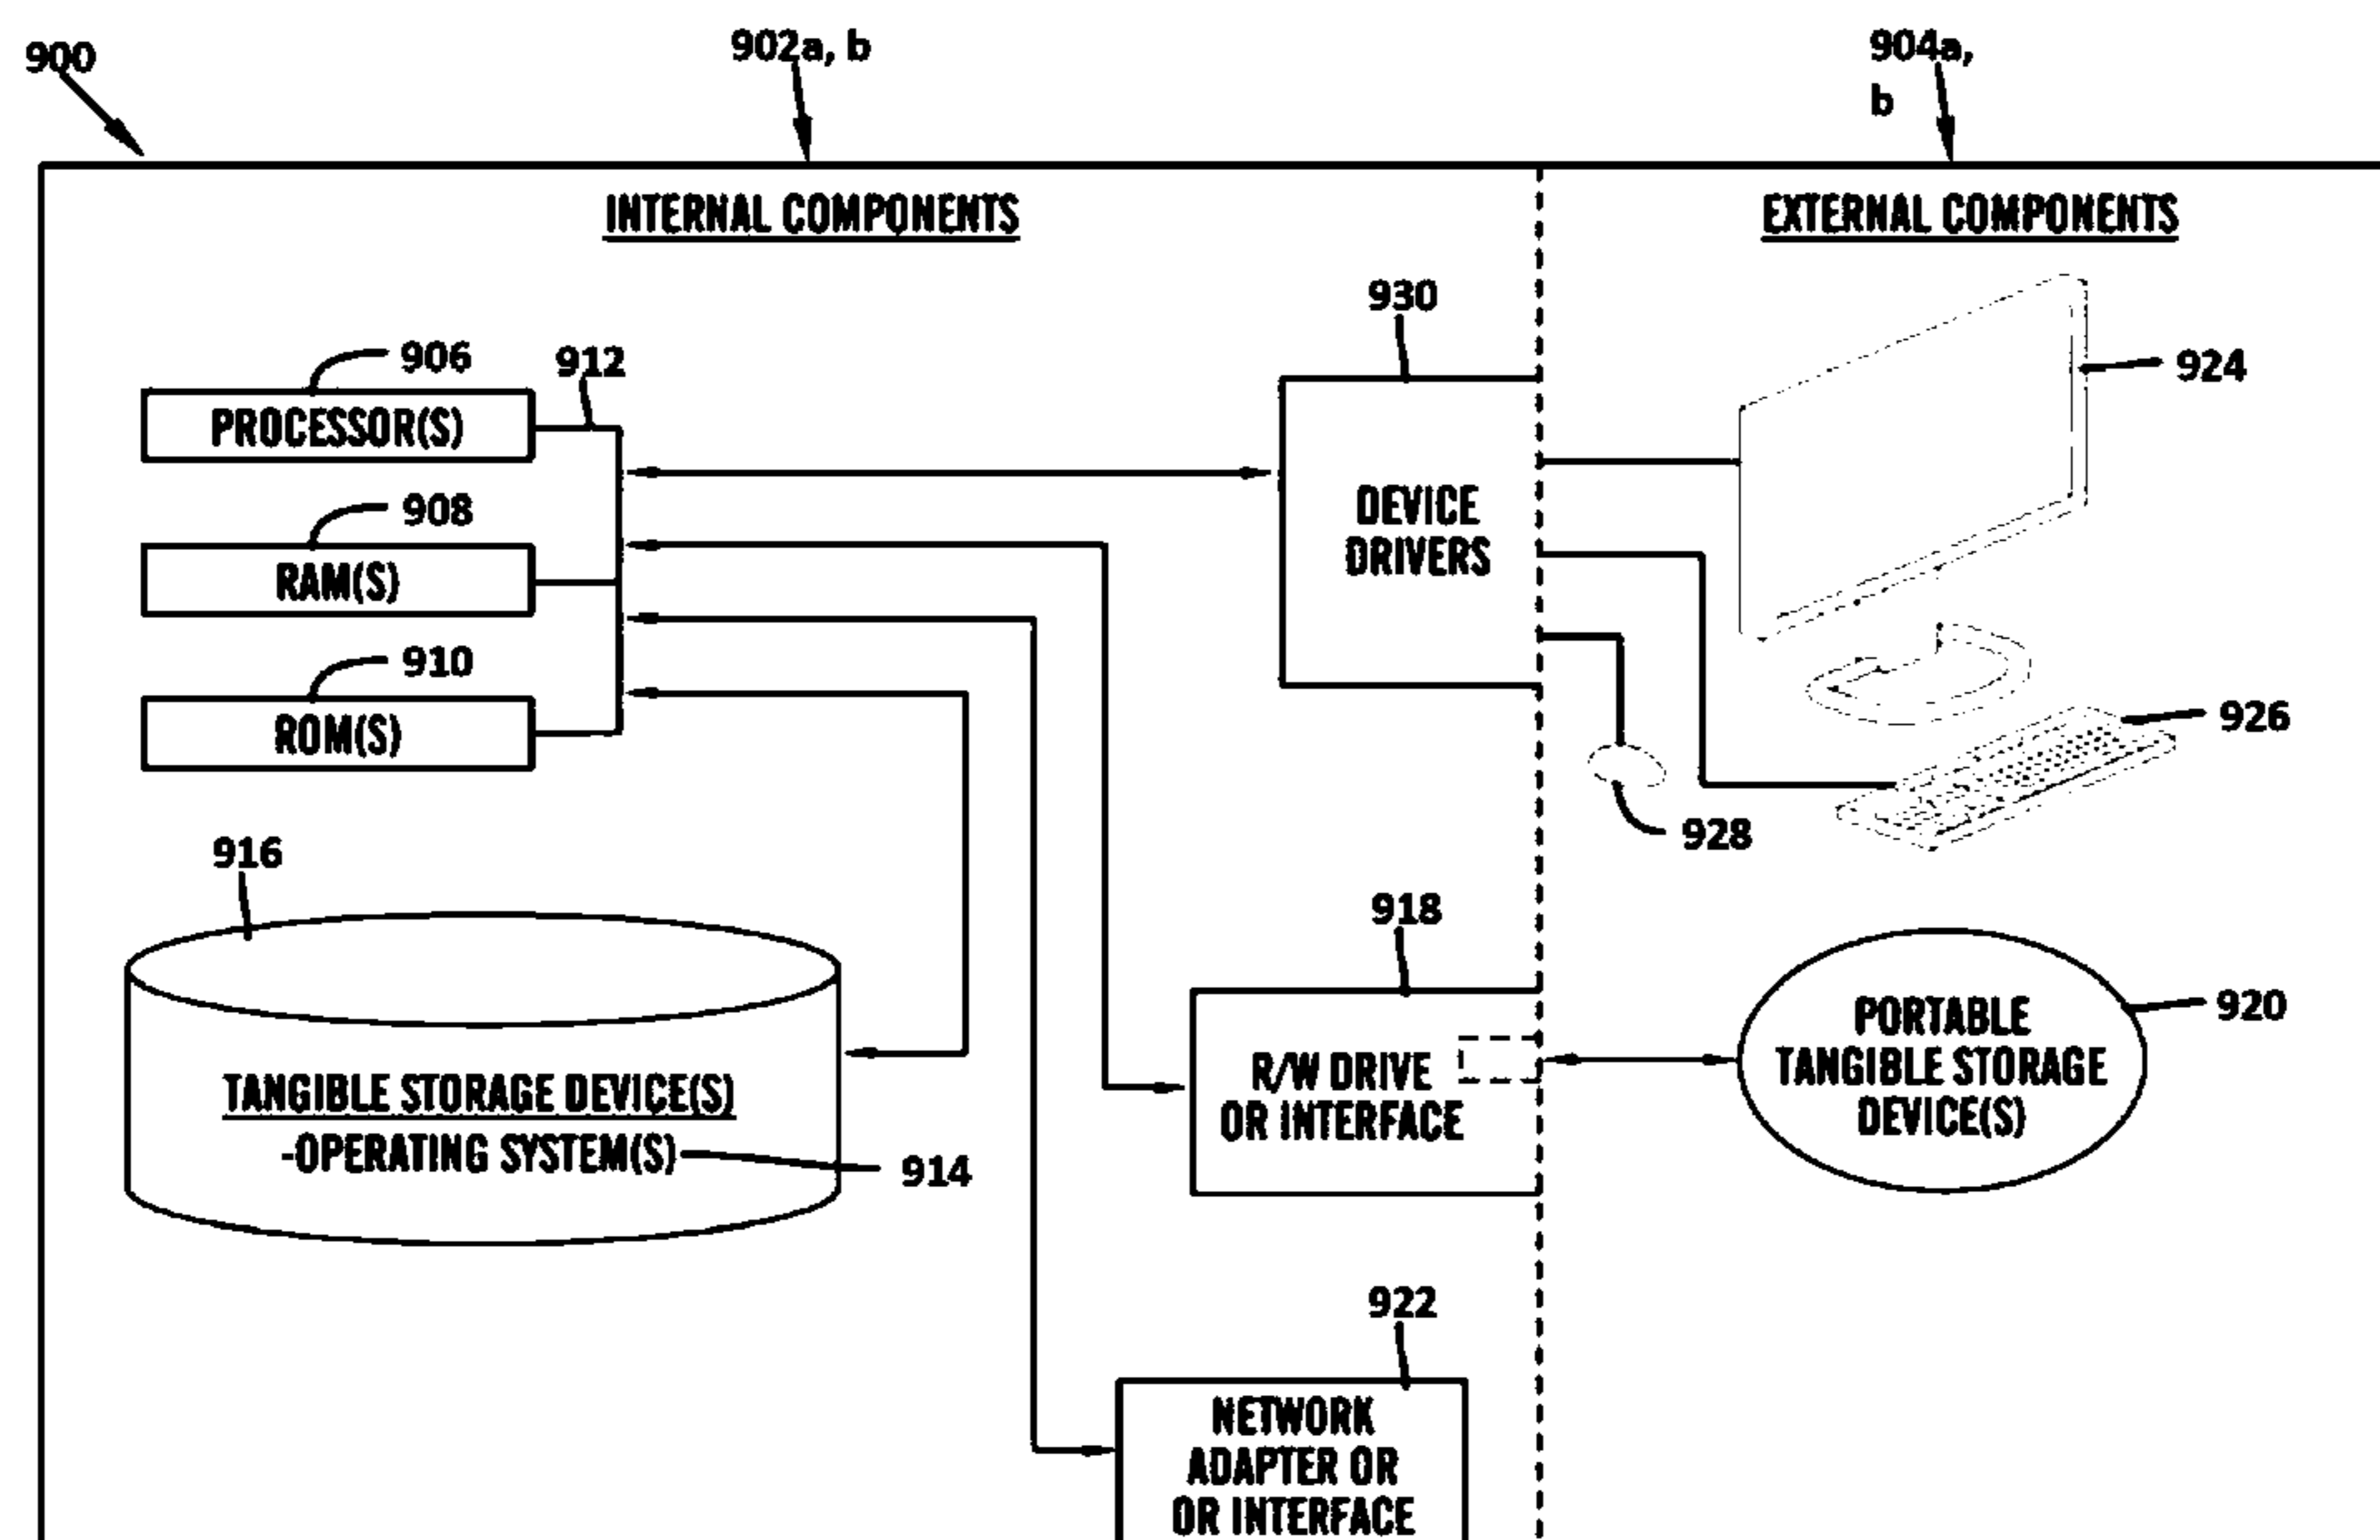 900
902a, b
904a,
b
INTERNAL COMPONENTS
EXTERNAL COMPONENTS
930
924
906
912
PROCESSOR(S)
908
RAM(S)
DEVICE
DRIVERS
910
ROM(S)
926
928
916
918
920
TANGIBLE STORAGE DEVICE(S)
-OPERATING SYSTEM(S)
914
R/W DRIVE
OR INTERFACE
PORTABLE
TANGIBLE STORAGE
DEVICE(S)
922
NETWORK
ADAPTER OR
OR INTERFACE